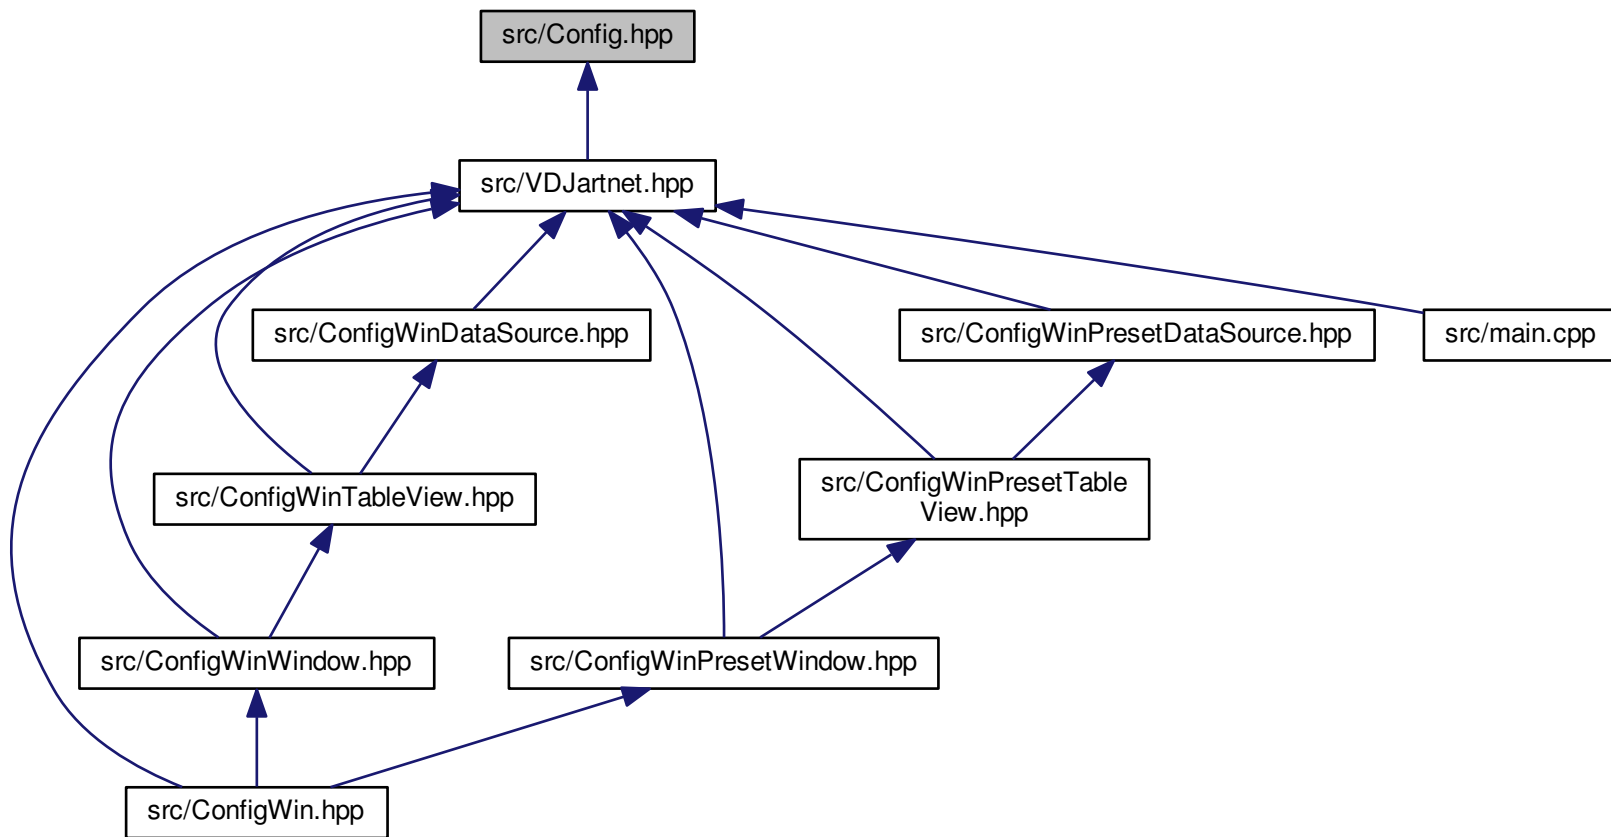 src/Config.hpp
src/VDJartnet.hpp
src/ConfigWinDataSource.hpp
src/ConfigWinPresetDataSource.hpp
src/main.cpp
src/ConfigWinTableView.hpp
src/ConfigWinPresetTable
View.hpp
src/ConfigWinWindow.hpp
src/ConfigWinPresetWindow.hpp
src/ConfigWin.hpp